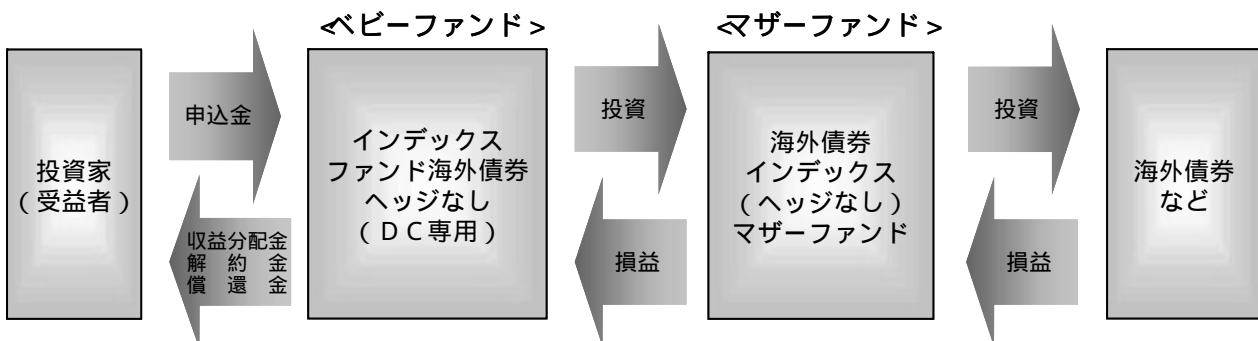 <ベビーファンド>
<マザーファンド>
投資家
（受益者）
申込金
収益分配金
解　約　金
償　還　金
インデックス
ファンド海外債券
ヘッジなし
（ＤＣ専用）
投資
損益
海外債券
インデックス
（ヘッジなし）
マザーファンド
投資
損益
海外債券
など